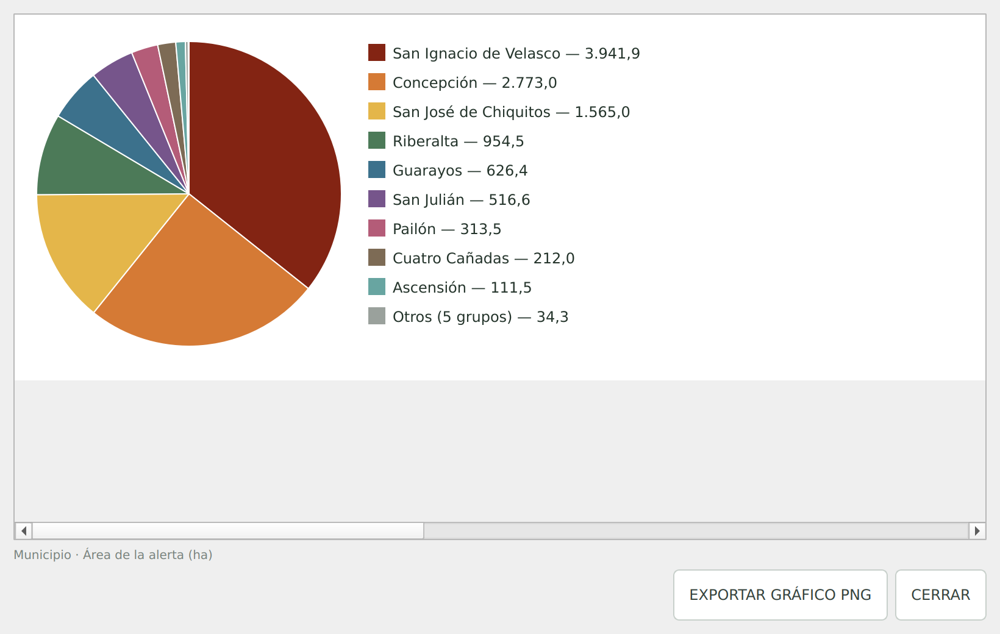 San Ignacio de Velasco — 3.941,9
Concepción — 2.773,0
San José de Chiquitos — 1.565,0
Riberalta — 954,5
Guarayos — 626,4
San Julián — 516,6
Pailón — 313,5
Cuatro Cañadas — 212,0
Ascensión — 111,5
Otros (5 grupos) — 34,3
Municipio · Área de la alerta (ha)
EXPORTAR GRÁFICO PNG
CERRAR